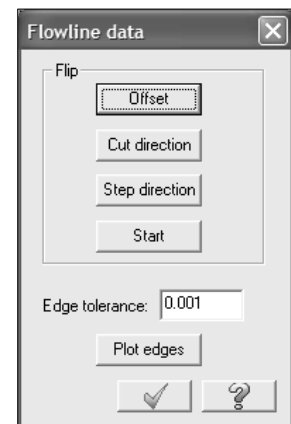 Flowline data
Flip
Offset
Cut direction
Step direction
Start
Edge tolerance: 0.001
Plot edges